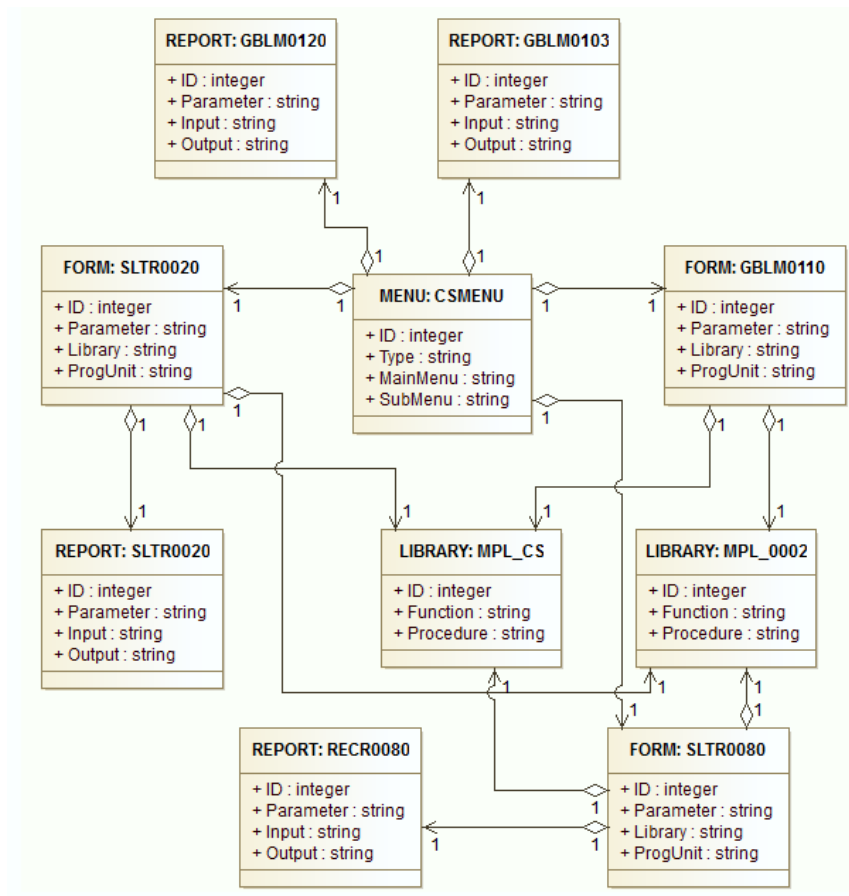 REPORT: GBLM0120
+ ID : integer
+ Parameter : string
+ Input : string
+ Output : string
REPORT: GBLM0103
+ ID : integer
+ Parameter : string
+ Input : string
+ Output : string
1
1
1
1
FORM: SLTR0020
+ ID : integer
+ Parameter : string
+ Library : string
+ ProgUnit : string
1
1
MENU: CSMENU
+ ID : integer
+ Type : string
+ MainMenu : string
+ SubMenu : string
1
1
FORM: GBLM0110
+ ID : integer
+ Parameter : string
+ Library : string
+ ProgUnit : string
1
1
1
1
1
1
1
1
1
1
1
REPORT: SLTR0020
+ ID : integer
+ Parameter : string
+ Input : string
+ Output : string
LIBRARY: MPL_CS
+ ID : integer
+ Function : string
+ Procedure : string
LIBRARY: MPL_0002
+ ID : integer
+ Function : string
+ Procedure : string
1
1
1
1
1
REPORT: RECR0080
+ ID : integer
+ Parameter : string
+ Input : string
+ Output : string
FORM: SLTR0080
+ ID : integer
+ Parameter : string
+ Library : string
+ ProgUnit : string
1
1
1